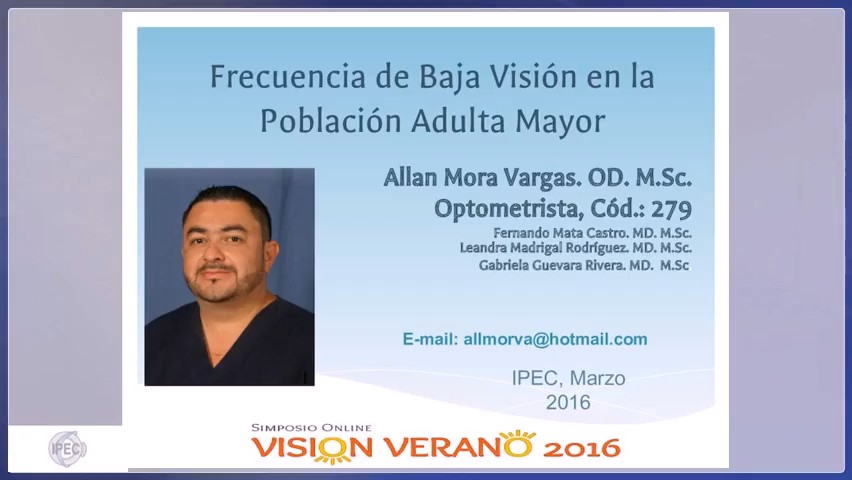 Frecuencia de Baja Visión en la
Población Adulta Mayor
Allan Mora Vargas. OD. M.Sc.
Optometrista, Cód.: 279
Fernando Mata Castro. MD. M.Sc.
Leandra Madrigal Rodríguez. MD. M.Sc.
Gabriela Guevara Rivera. MD. M.Sc
E-mail: allmorva@hotmail.com
IPEC, Marzo
2016
SIMPOSIO ONLINE
VISION VERANO 2016
IPEC